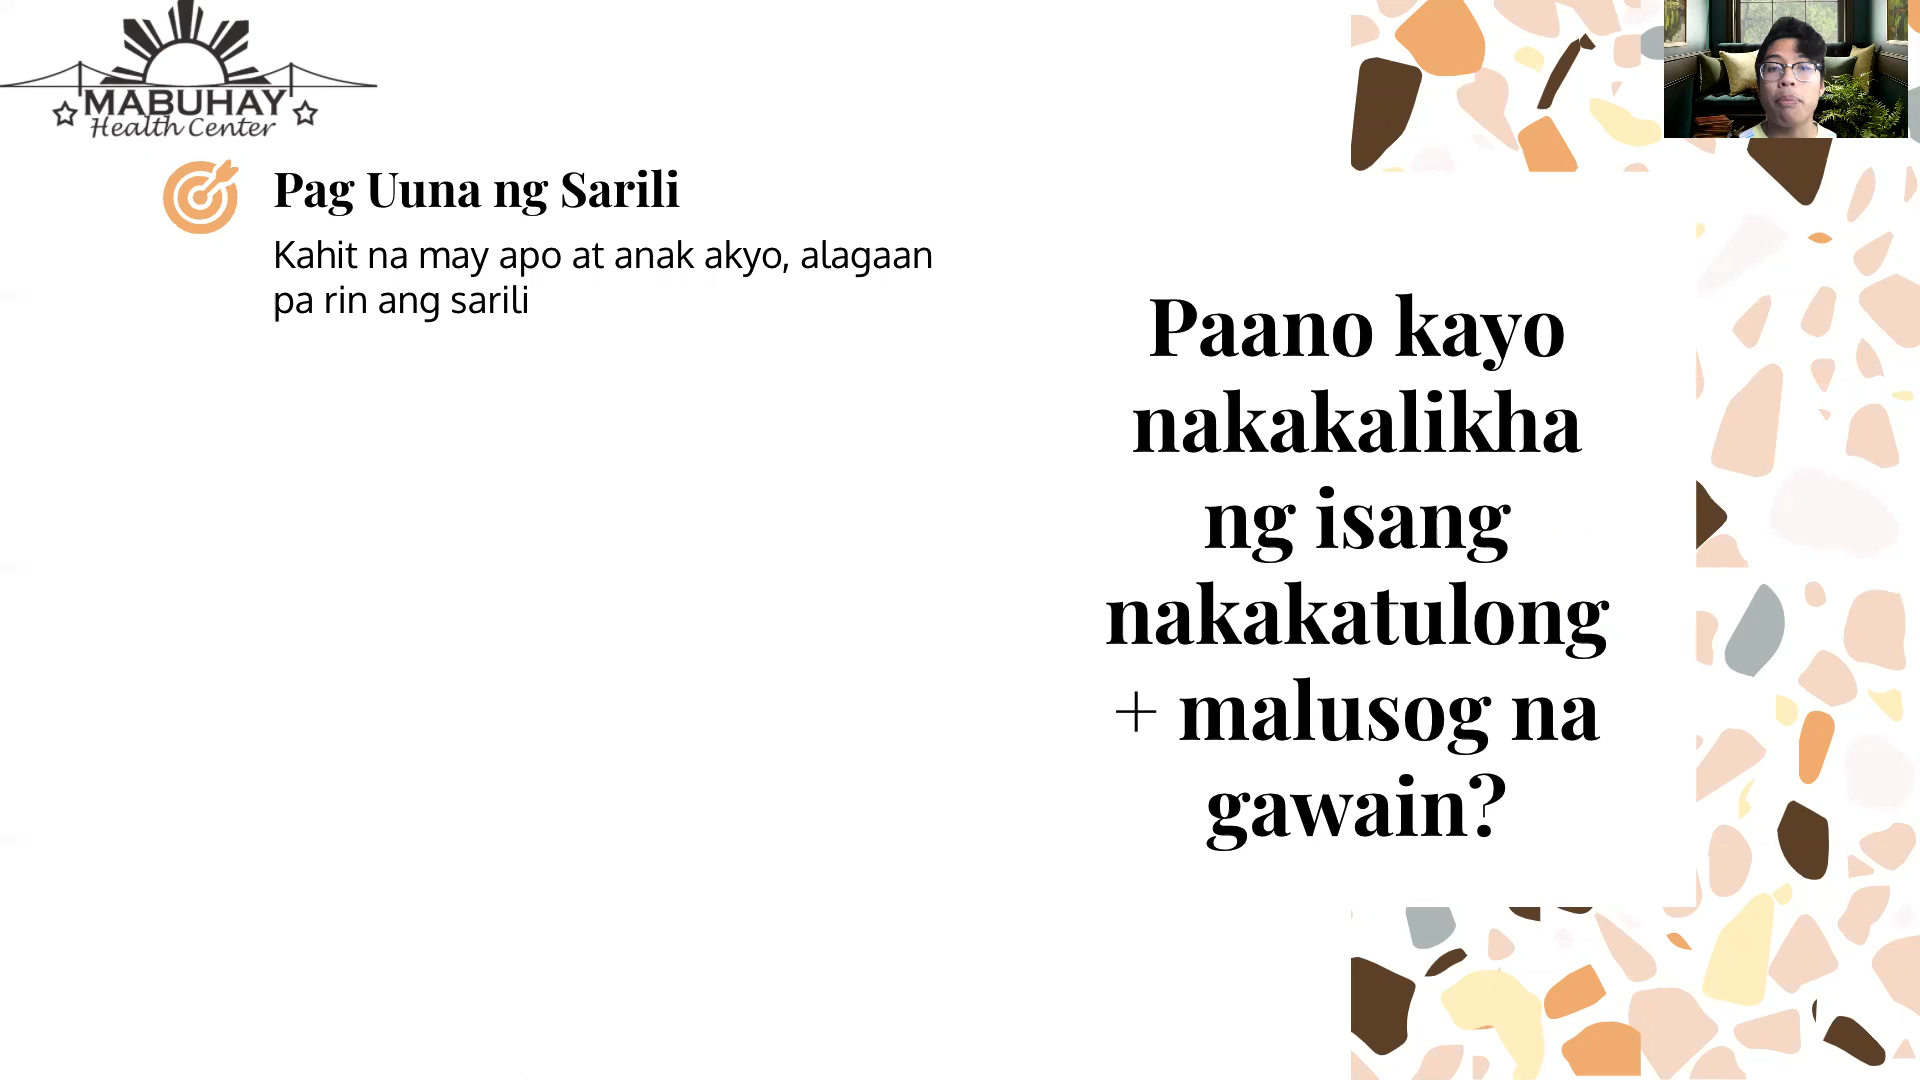 MABUHAY
Health Center
Pag Uuna ng Sarili
Kahit na may apo at anak akyo, alagaan
pa rin ang sarili
Paano kayo
nakakalikha
ng isang
nakakatulong
+ malusog na
gawain?